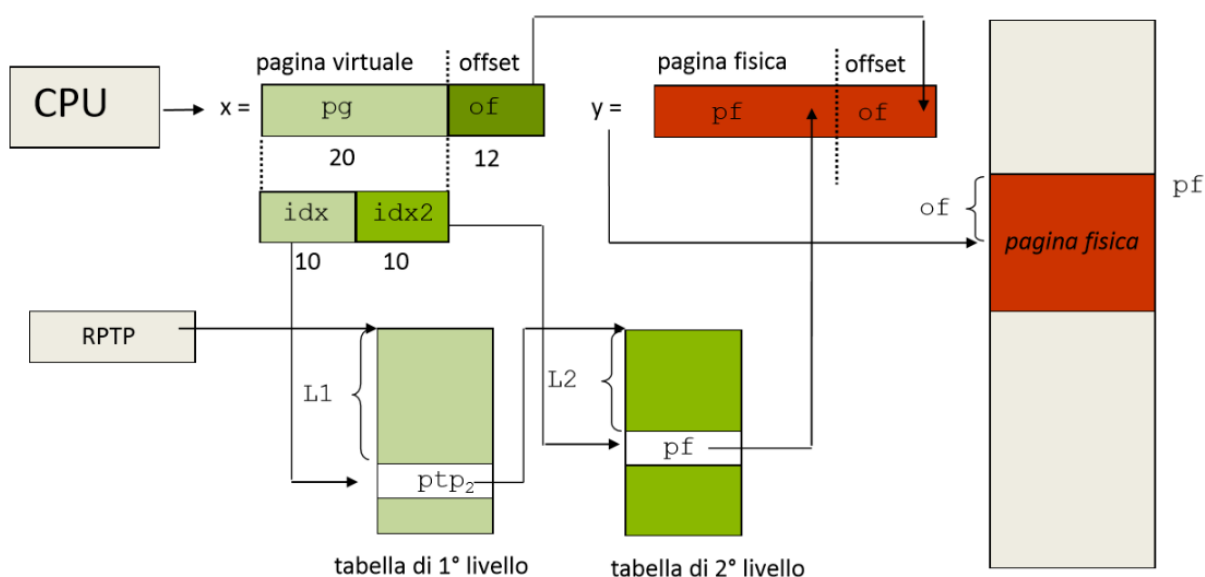 pagina virtuale offset
pagina fisica offset
CPU
x =
pg
of
y =
pf
of
20
12
idx
idx2
10
10
of
pf
pagina fisica
RPTP
L1
ptp₂
L2
pf
tabella di 1° livello
tabella di 2° livello